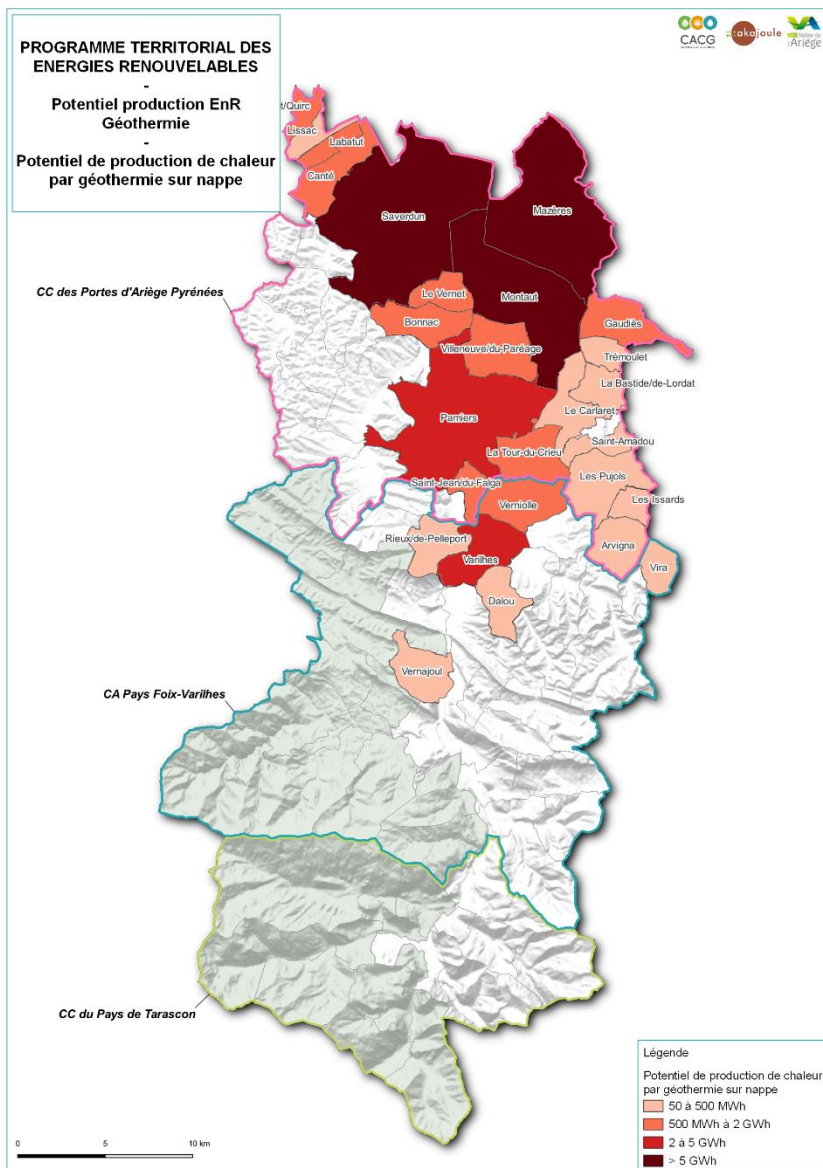 PROGRAMME TERRITORIAL DES
ENERGIES RENOUVELABLES
-
Potentiel production EnR
Géothermie
-
Potentiel de production de chaleur
par géothermie sur nappe
CACG
akajoule
Vallée de
l'Ariège
t/Quirc
Lissac
Labatut
Canté
Saverdun
Mazères
CC des Portes d'Ariège Pyrénées
Le Vernet
Montaut
Bonnac
Gaudiès
Villeneuve/du-Paréage
Trémoulet
La Bastide/de-Lordat
Le Carlaret
Pamiers
Saint-Amadou
La Tour-du-Crieu
Les Pujols
Saint-Jean/du-Falga
Les Issards
Verniolle
Rieux/de-Pelleport
Arvigna
Varilhes
Vira
Dalou
Vernajoul
CA Pays Foix-Varilhes
CC du Pays de Tarascon
Légende
Potentiel de production de chaleur
par géothermie sur nappe
50 à 500 MWh
500 MWh à 2 GWh
2 à 5 GWh
> 5 GWh
0 5 10 km